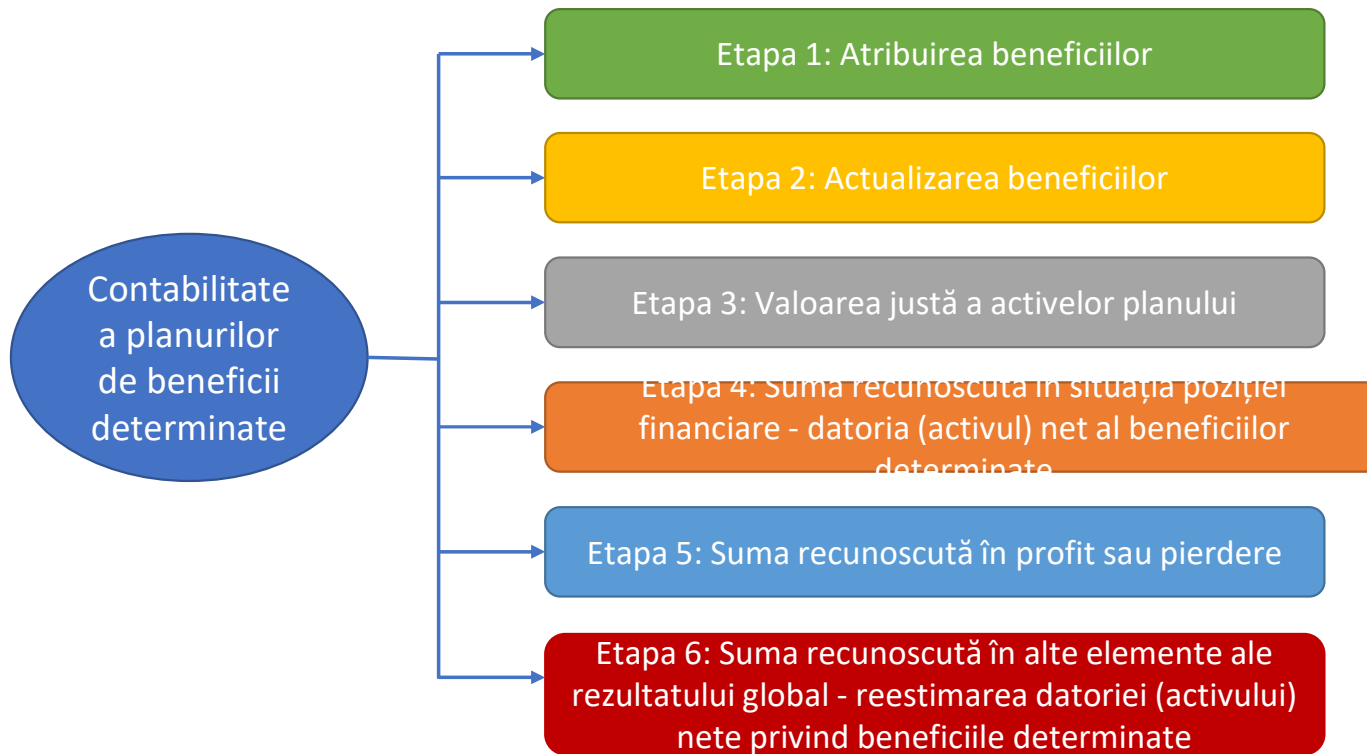 Contabilitate
a planurilor
de beneficii
determinate
Etapa 1: Atribuirea beneficiilor
Etapa 2: Actualizarea beneficiilor
Etapa 3: Valoarea justă a activelor planului
Etapa 4: Suma recunoscută în situația poziției
financiare - datoria (activul) net al beneficiilor
determinate
Etapa 5: Suma recunoscută în profit sau pierdere
Etapa 6: Suma recunoscută în alte elemente ale
rezultatului global - reestimarea datoriei (activului)
nete privind beneficiile determinate